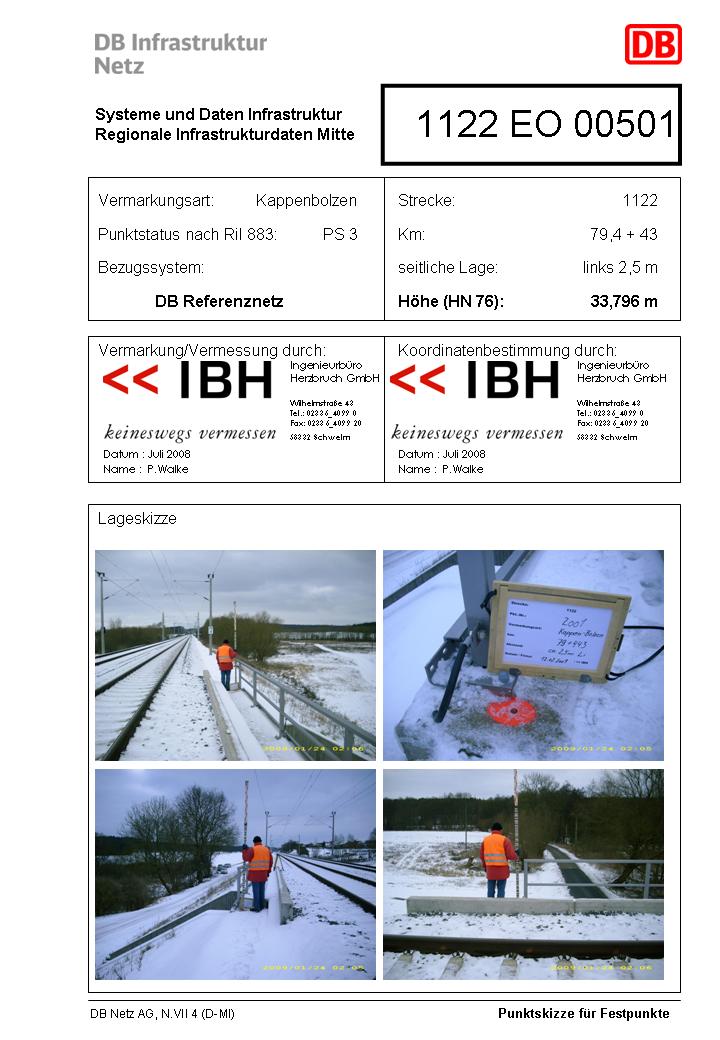 DB Infrastruktur
Netz
DB
Systeme und Daten Infrastruktur
Regionale Infrastrukturdaten Mitte
1122 EO 00501
Vermarkungsart: Kappenbolzen
Punktstatus nach Ril 883: PS 3
Bezugssystem:
DB Referenznetz
Strecke: 1122
Km: 79,4 + 43
seitliche Lage: links 2,5 m
Höhe (HN 76): 33,796 m
Vermarkung/Vermessung durch:
<< IBH
keineswegs vermessen
Ingenieurbüro
Herzbruch GmbH
Wilhelmstraße 43
Tel.: 02336_4099 0
Fax: 02336_4099 20
58332 Schwelm
Datum : Juli 2008
Name : P.Walke
Koordinatenbestimmung durch:
<< IBH
keineswegs vermessen
Ingenieurbüro
Herzbruch GmbH
Wilhelmstraße 43
Tel.: 02336_4099 0
Fax: 02336_4099 20
58332 Schwelm
Datum : Juli 2008
Name : P.Walke
Lageskizze
2009/01/24 02:06
Strecke: 1122
2001
Kappen-Bolzen
79+443
ca. 2,5m Li
2009/01/24 02:05
2009/01/24 02:05
2009/01/24 02:06
DB Netz AG, N.VII 4 (D-MI)
Punktskizze für Festpunkte